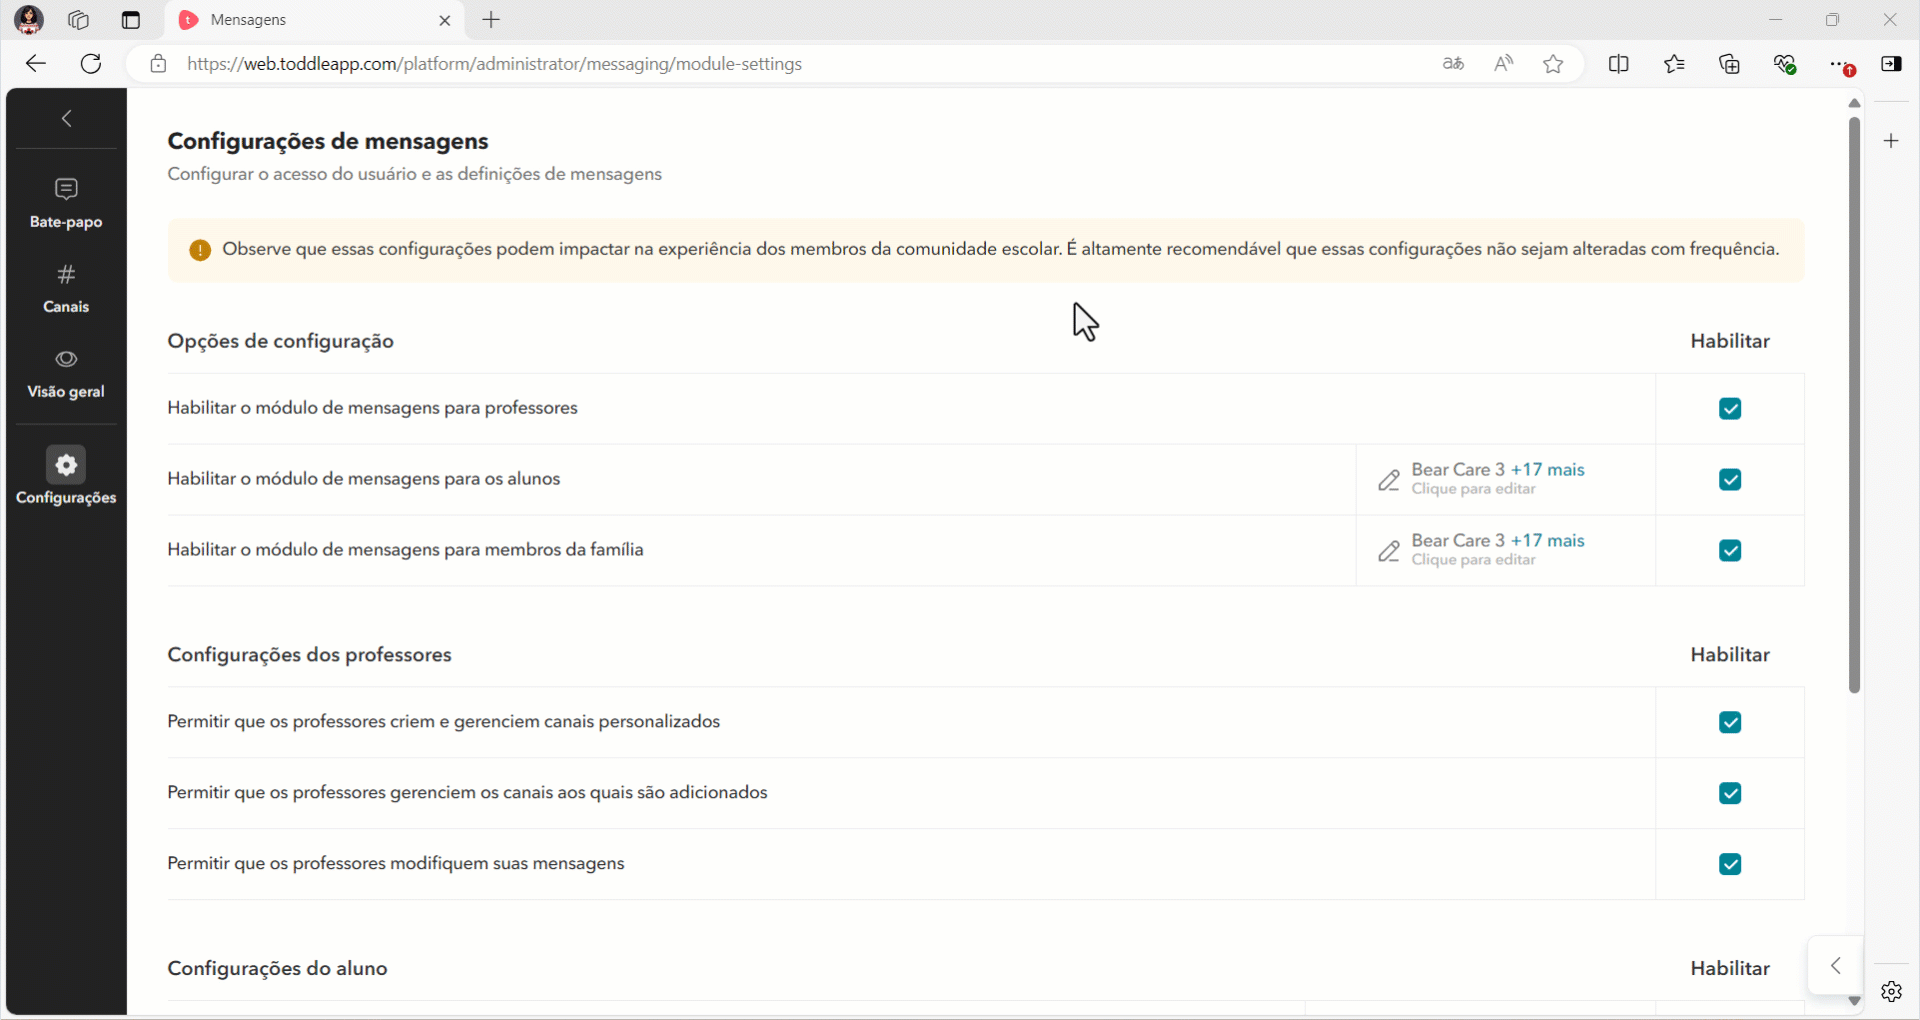 Mensagens
https://web.toddleapp.com/platform/administrator/messaging/module-settings
Bate-papo
Canais
Visão geral
Configurações
Configurações de mensagens
Configurar o acesso do usuário e as definições de mensagens
Observe que essas configurações podem impactar na experiência dos membros da comunidade escolar. É altamente recomendável que essas configurações não sejam alteradas com frequência.
Opções de configuração
Habilitar
Habilitar o módulo de mensagens para professores
Habilitar o módulo de mensagens para os alunos
Bear Care 3 +17 mais
Clique para editar
Habilitar o módulo de mensagens para membros da família
Bear Care 3 +17 mais
Clique para editar
Configurações dos professores
Habilitar
Permitir que os professores criem e gerenciem canais personalizados
Permitir que os professores gerenciem os canais aos quais são adicionados
Permitir que os professores modifiquem suas mensagens
Configurações do aluno
Habilitar